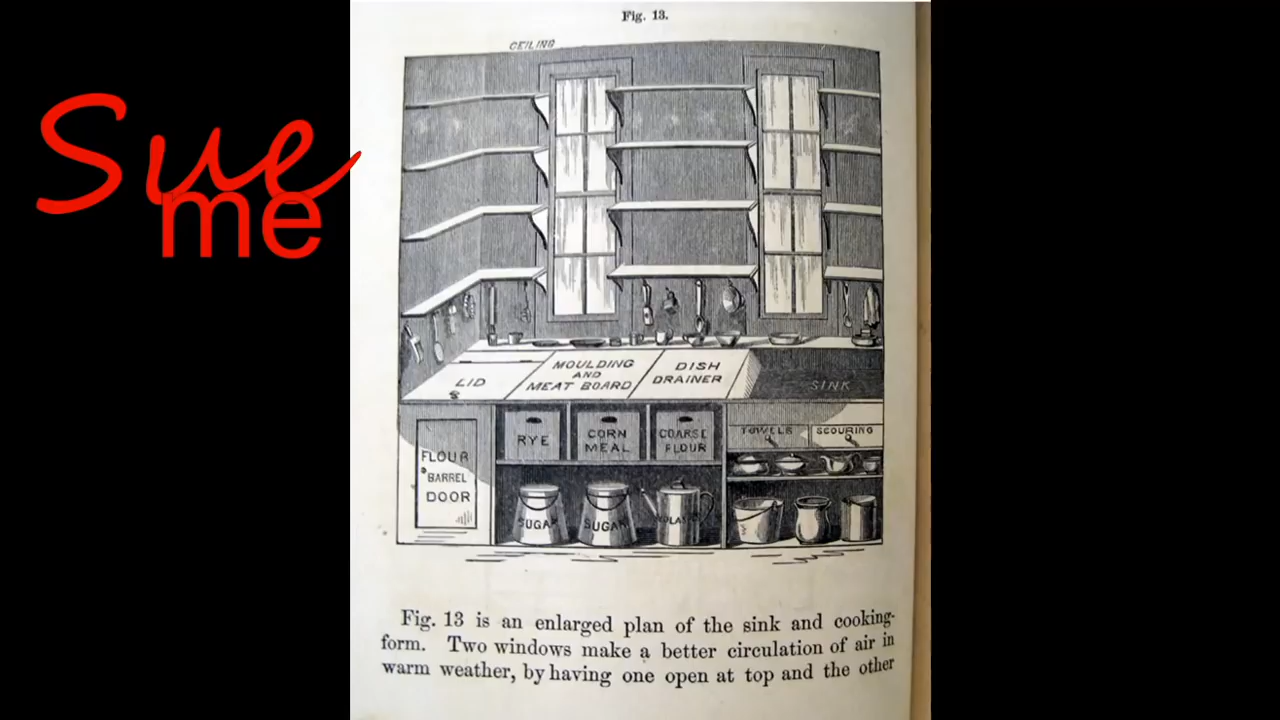 Fig. 13.
CEILING
Sue
me
LID
MOULDING
AND
MEAT BOARD
DISH
DRAINER
SINK
RYE
CORN
MEAL
COARSE
FLOUR
TOWELS
SCOURING
FLOUR
BARREL
DOOR
SUGAR
SUGAR
Fig. 13 is an enlarged plan of the sink and cooking-
form. Two windows make a better circulation of air in
warm weather, by having one open at top and the other